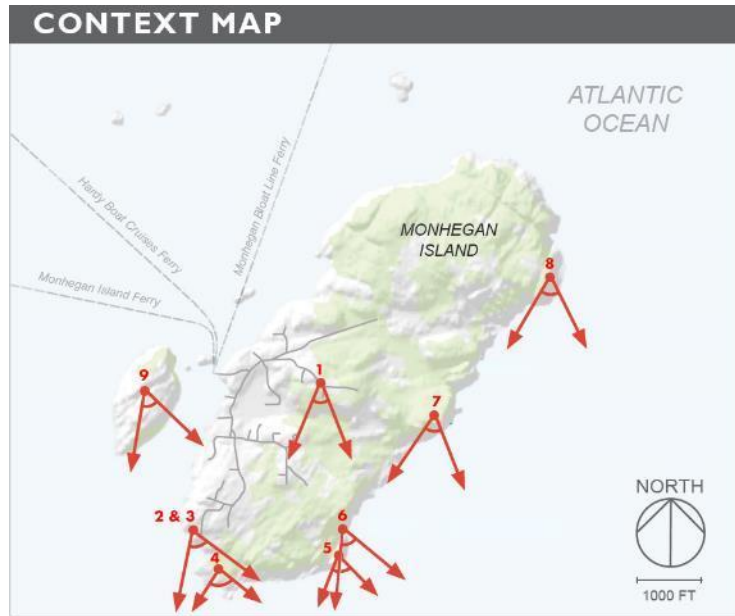 CONTEXT MAP
ATLANTIC
OCEAN
Hardy Boat Cruises Ferry
Monhegan Bloat Line Ferry
Monhegan Island Ferry
MONHEGAN
ISLAND
8
1
9
7
2 & 3
6
5
4
NORTH
1000 FT